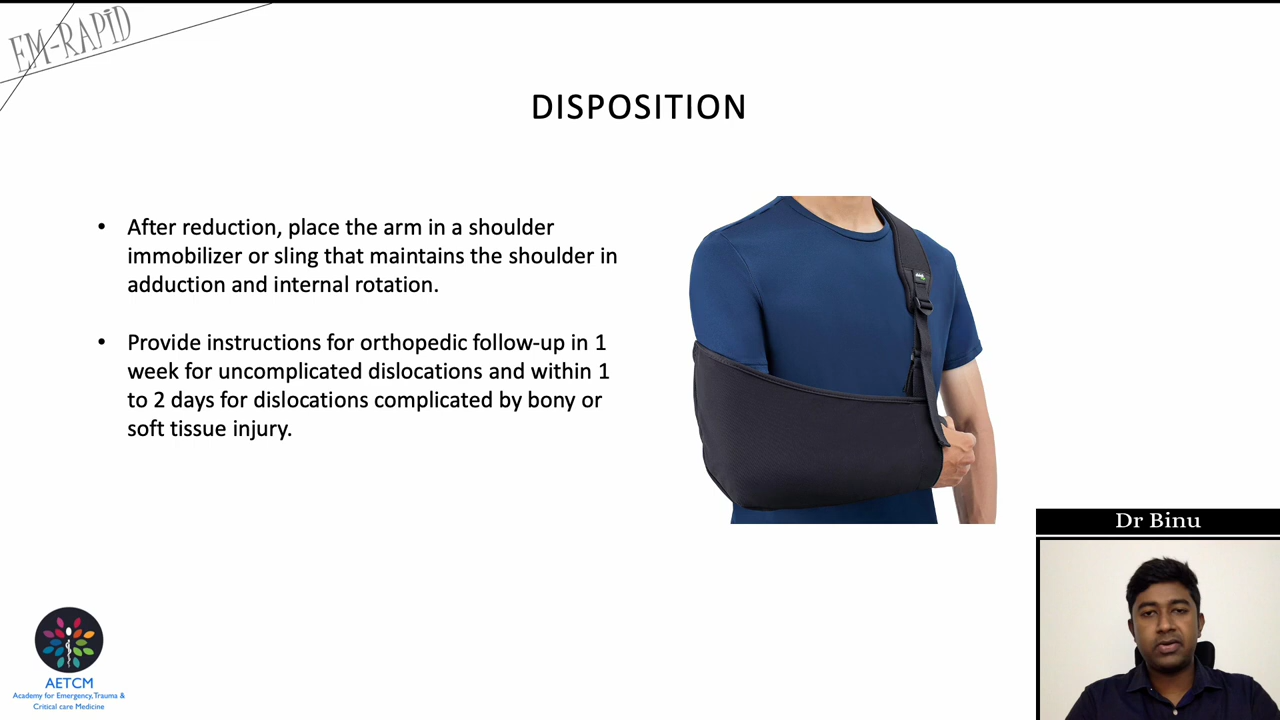 EM-RAPiD
DISPOSITION
• After reduction, place the arm in a shoulder
immobilizer or sling that maintains the shoulder in
adduction and internal rotation.
• Provide instructions for orthopedic follow-up in 1
week for uncomplicated dislocations and within 1
to 2 days for dislocations complicated by bony or
soft tissue injury.
Dr Binu
AETCM
Academy for Emergency,Trauma &
Critical care Medicine